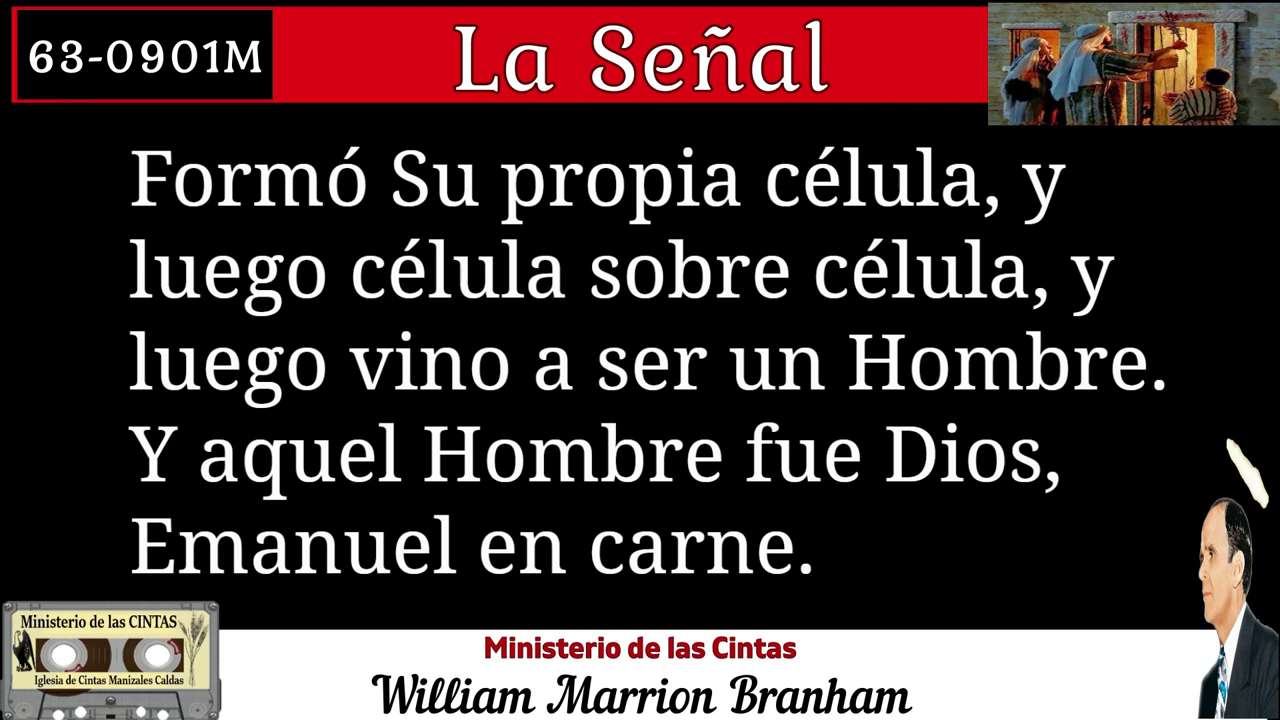 63-0901M
La Señal
Formó Su propia célula, y
luego célula sobre célula, y
luego vino a ser un Hombre.
Y aquel Hombre fue Dios,
Emanuel en carne.
Ministerio de las CINTAS
Iglesia de Cintas Manizales Caldas
Ministerio de las Cintas
William Marrion Branham